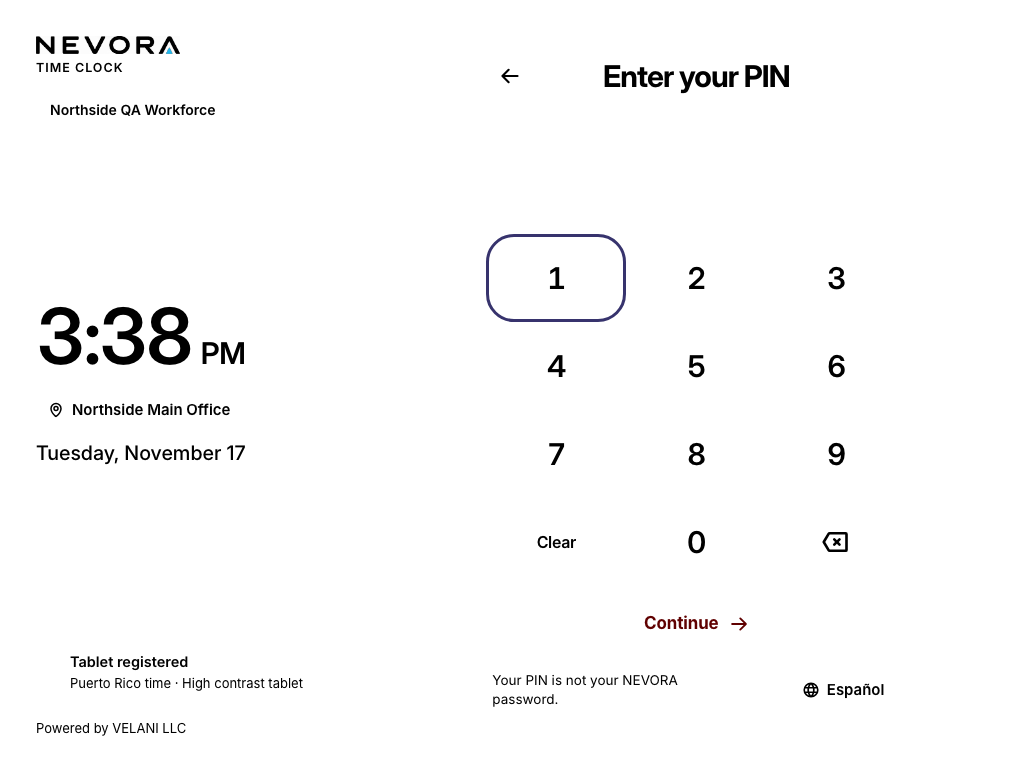 NEVORA
TIME CLOCK
Northside QA Workforce
3:38 PM
Northside Main Office
Tuesday, November 17
Tablet registered
Puerto Rico time · High contrast tablet
Powered by VELANI LLC
Enter your PIN
1 2 3
4 5 6
7 8 9
Clear 0
Continue
Your PIN is not your NEVORA
password.
Español